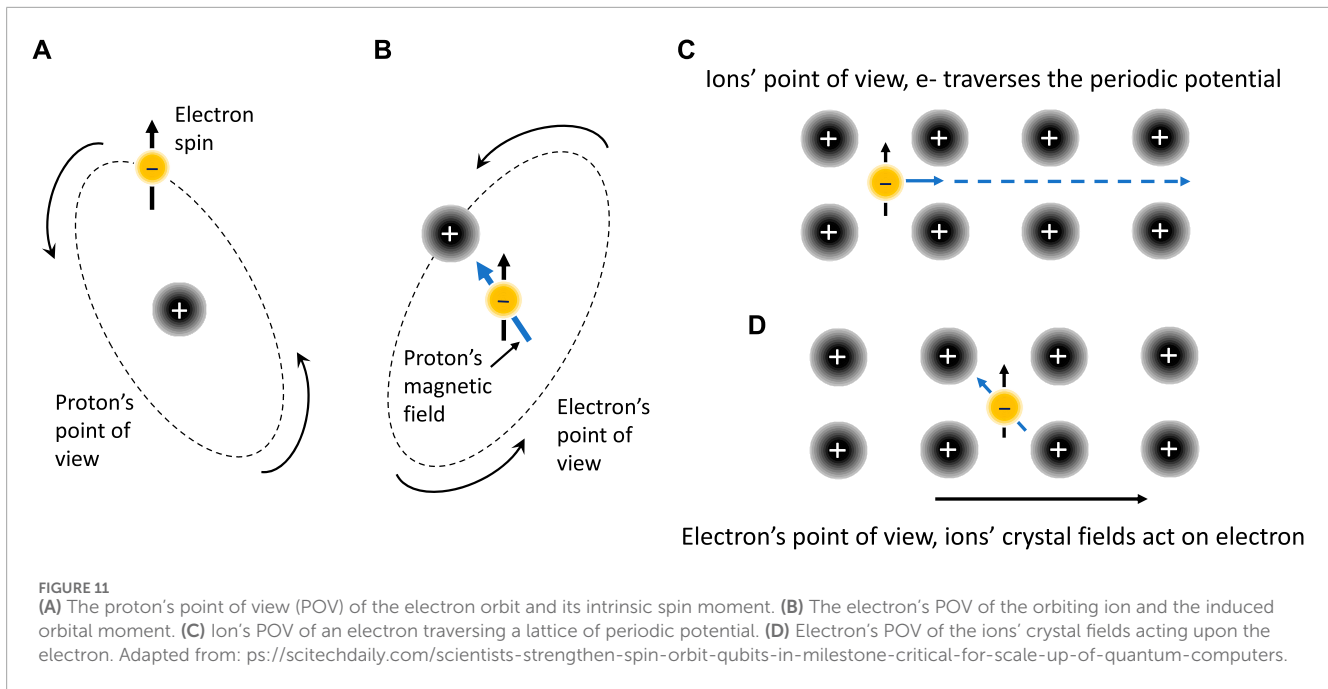 A
Electron
spin
−
+
Proton's
point of
view
B
+
−
Proton's
magnetic
field
Electron's
point of
view
C
Ions' point of view, e- traverses the periodic potential
+ + + +
−
+ + + +
D
+ + + +
−
+ + + +
Electron's point of view, ions' crystal fields act on electron
FIGURE 11
(A) The proton's point of view (POV) of the electron orbit and its intrinsic spin moment. (B) The electron's POV of the orbiting ion and the induced
orbital moment. (C) Ion's POV of an electron traversing a lattice of periodic potential. (D) Electron's POV of the ions' crystal fields acting upon the
electron. Adapted from: ps://scitechdaily.com/scientists-strengthen-spin-orbit-qubits-in-milestone-critical-for-scale-up-of-quantum-computers.